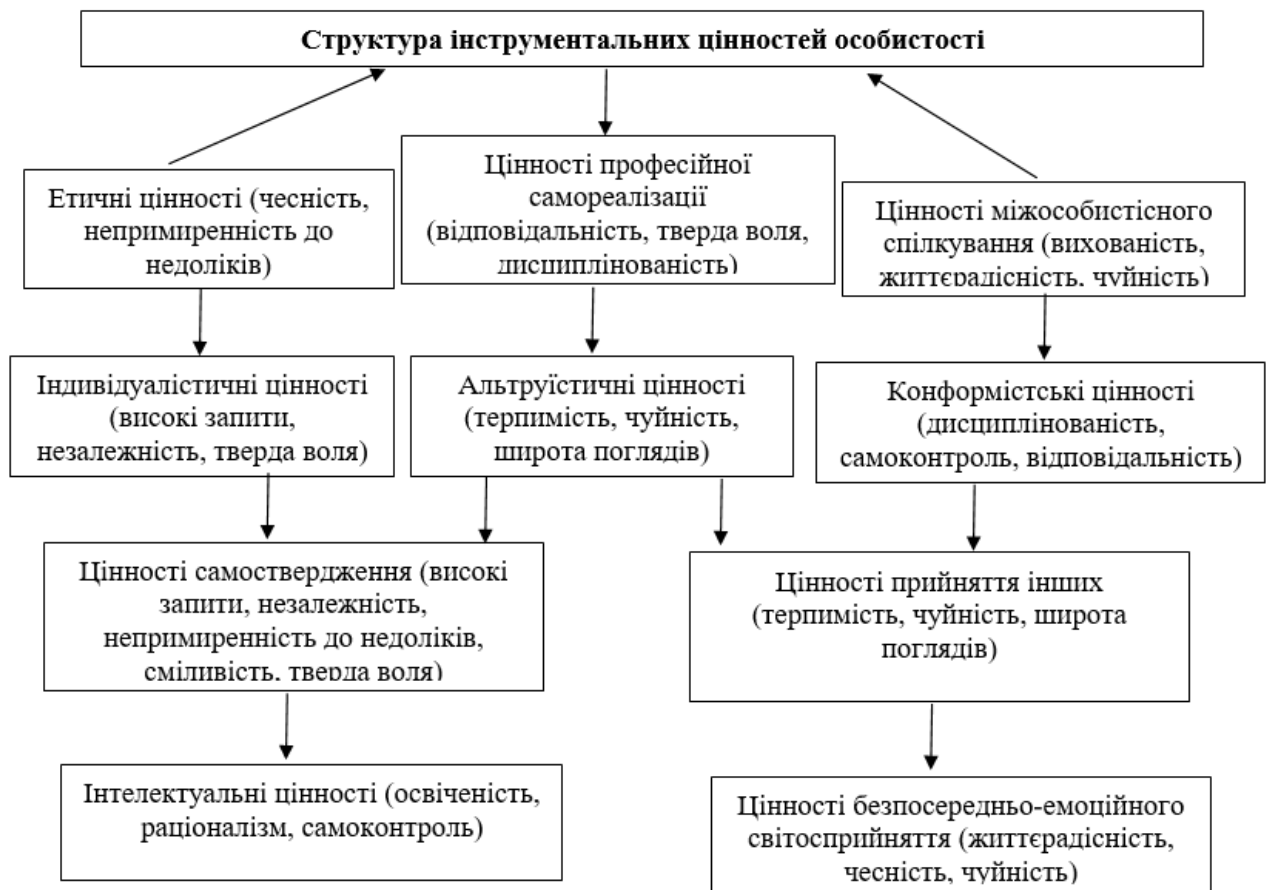 Структура інструментальних цінностей особистості
Етичні цінності (чесність,
непримиренність до
недоліків)
Цінності професійної
самореалізації
(відповідальність, тверда воля,
дисциплінованість)
Цінності міжособистісного
спілкування (вихованість,
життєрадісність, чуйність)
Індивідуалістичні цінності
(високі запити,
незалежність, тверда воля)
Альтруїстичні цінності
(терпимість, чуйність,
широта поглядів)
Конформістські цінності
(дисциплінованість,
самоконтроль, відповідальність)
Цінності самоствердження (високі
запити, незалежність,
непримиренність до недоліків,
сміливість, тверда воля)
Цінності прийняття інших
(терпимість, чуйність, широта
поглядів)
Інтелектуальні цінності (освіченість,
раціоналізм, самоконтроль)
Цінності безпосередньо-емоційного
світосприйняття (життєрадісність,
чесність, чуйність)